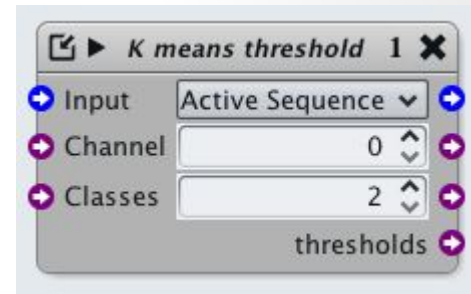 K means threshold 1
Input Active Sequence
Channel 0
Classes 2
thresholds